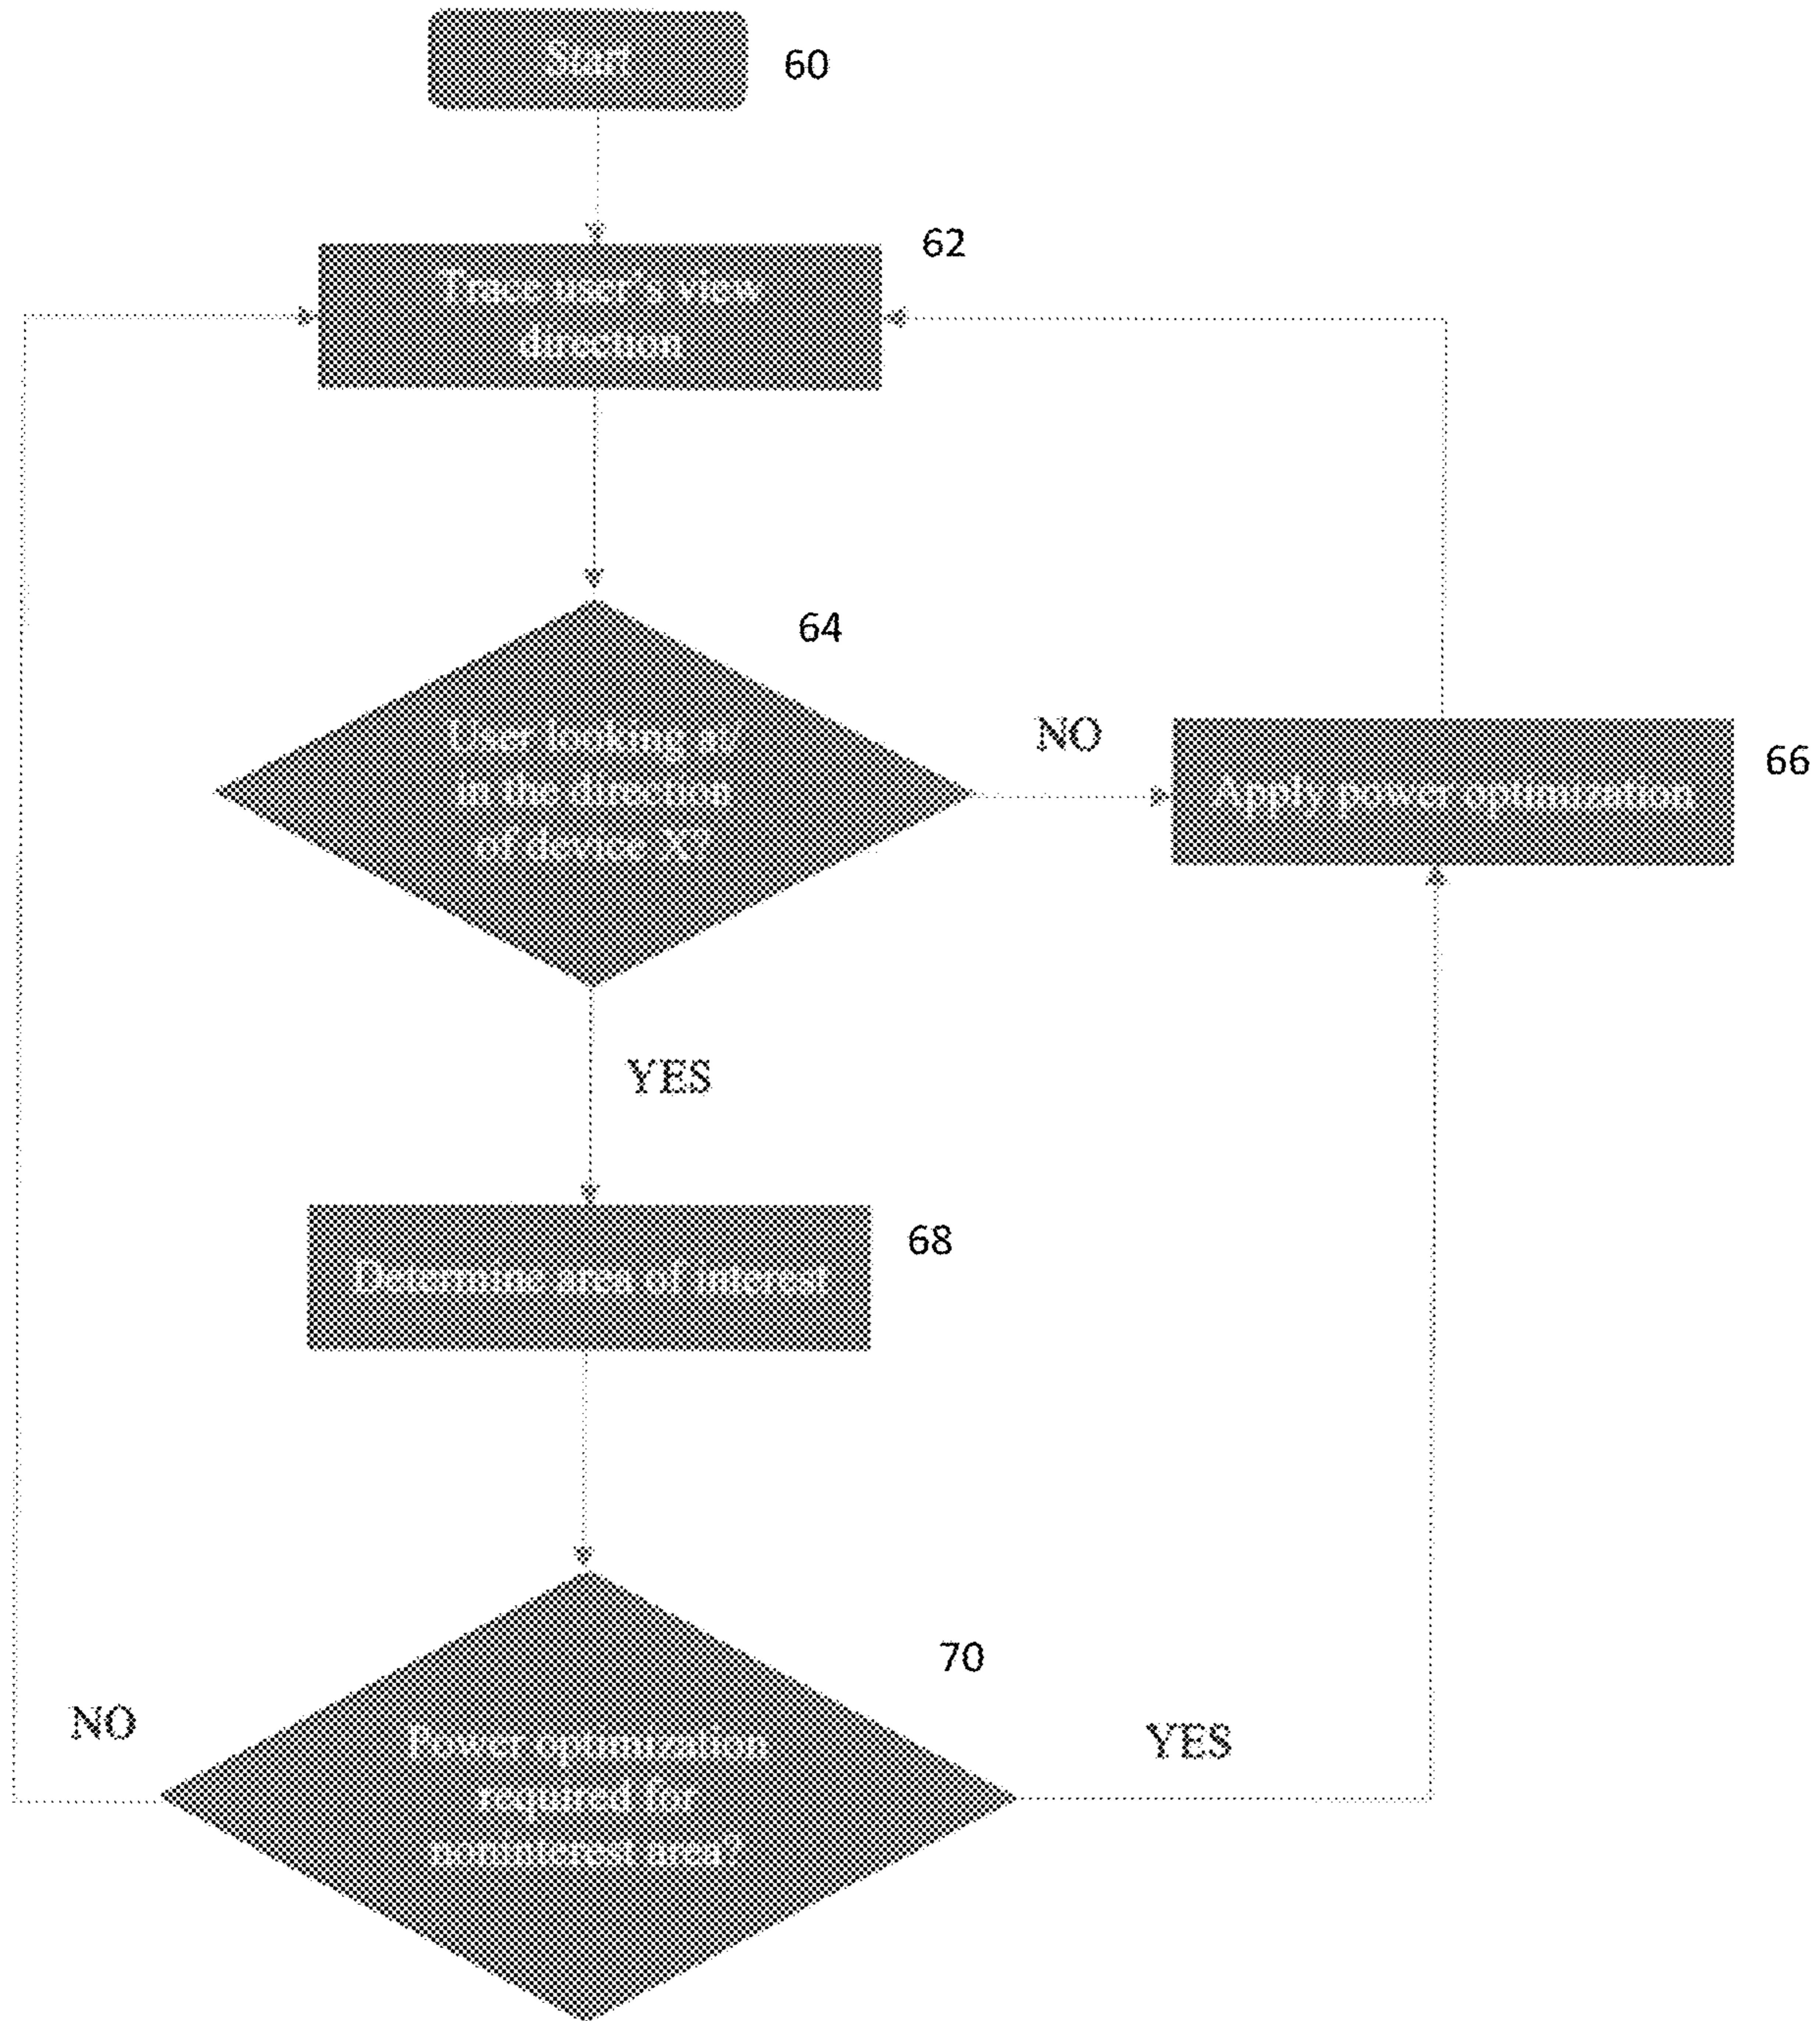 Start
60
62
Trace user's view
direction
64
User looking at/
in the direction
of device X?
NO
66
Apply power optimization
YES
68
Determine area of interest
70
Power optimization
required for
noninterest area?
NO
YES